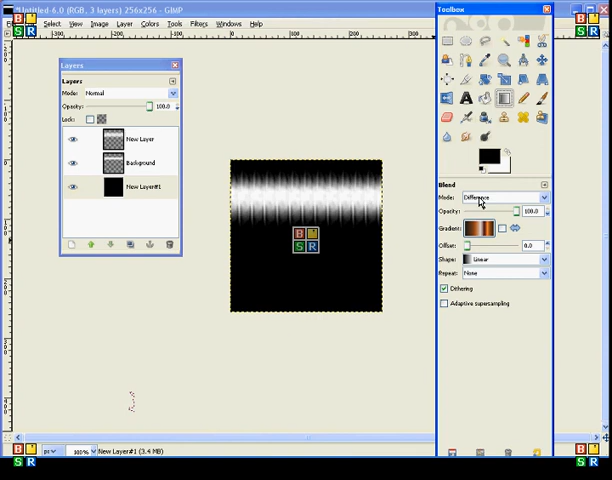 *Untitled-6.0 (RGB, 3 layers) 256x256 - GIMP
Select View Image Layer Colors Tools Filters Windows Help
Layers
Layers
Mode: Normal
Opacity: 100.0
Lock:
New Layer
Background
New Layer#1
Toolbox
Blend
Mode: Difference
Opacity: 100.0
Gradient:
Offset: 0.0
Shape: Linear
Repeat: None
Dithering
Adaptive supersampling
B
S R
px 100% New Layer#1 (3.4 MB)